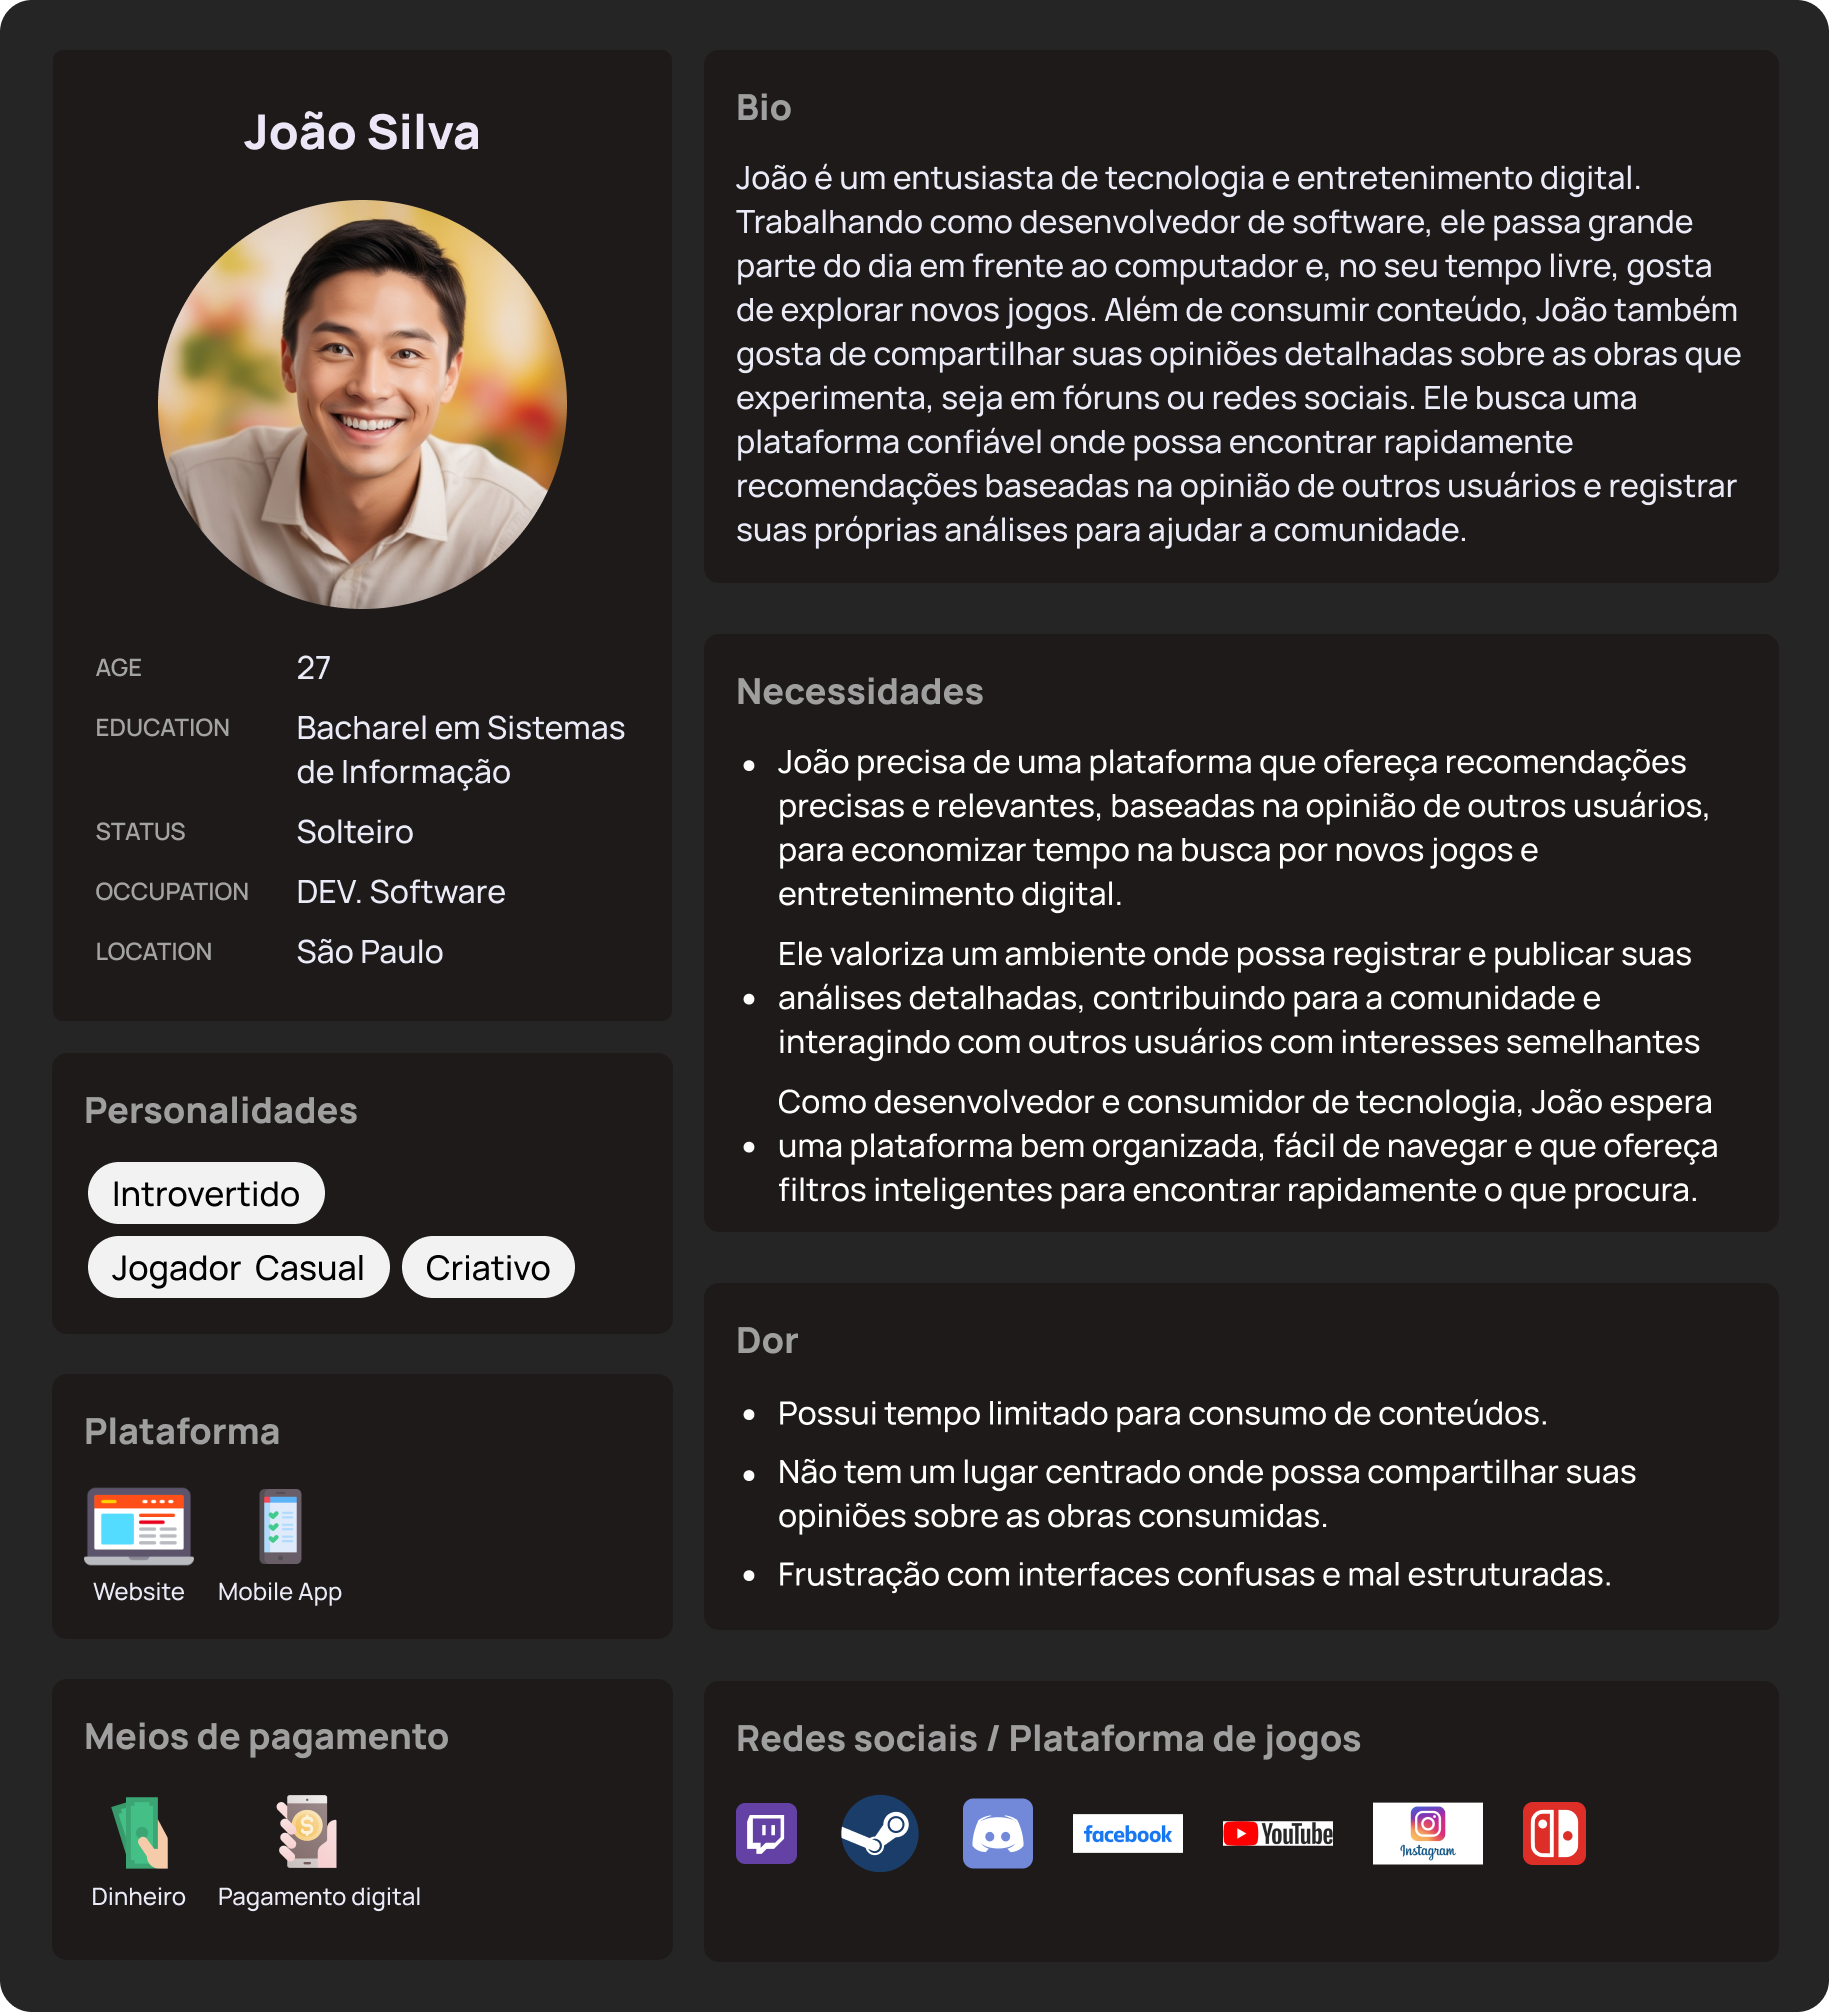 João Silva
AGE 27
EDUCATION Bacharel em Sistemas
de Informação
STATUS Solteiro
OCCUPATION DEV. Software
LOCATION São Paulo
Personalidades
Introvertido
Jogador Casual Criativo
Plataforma
Website Mobile App
Meios de pagamento
Dinheiro Pagamento digital
Bio
João é um entusiasta de tecnologia e entretenimento digital.
Trabalhando como desenvolvedor de software, ele passa grande
parte do dia em frente ao computador e, no seu tempo livre, gosta
de explorar novos jogos. Além de consumir conteúdo, João também
gosta de compartilhar suas opiniões detalhadas sobre as obras que
experimenta, seja em fóruns ou redes sociais. Ele busca uma
plataforma confiável onde possa encontrar rapidamente
recomendações baseadas na opinião de outros usuários e registrar
suas próprias análises para ajudar a comunidade.
Necessidades
• João precisa de uma plataforma que ofereça recomendações
precisas e relevantes, baseadas na opinião de outros usuários,
para economizar tempo na busca por novos jogos e
entretenimento digital.
Ele valoriza um ambiente onde possa registrar e publicar suas
• análises detalhadas, contribuindo para a comunidade e
interagindo com outros usuários com interesses semelhantes
Como desenvolvedor e consumidor de tecnologia, João espera
• uma plataforma bem organizada, fácil de navegar e que ofereça
filtros inteligentes para encontrar rapidamente o que procura.
Dor
• Possui tempo limitado para consumo de conteúdos.
• Não tem um lugar centrado onde possa compartilhar suas
opiniões sobre as obras consumidas.
• Frustração com interfaces confusas e mal estruturadas.
Redes sociais / Plataforma de jogos
facebook YouTube Instagram